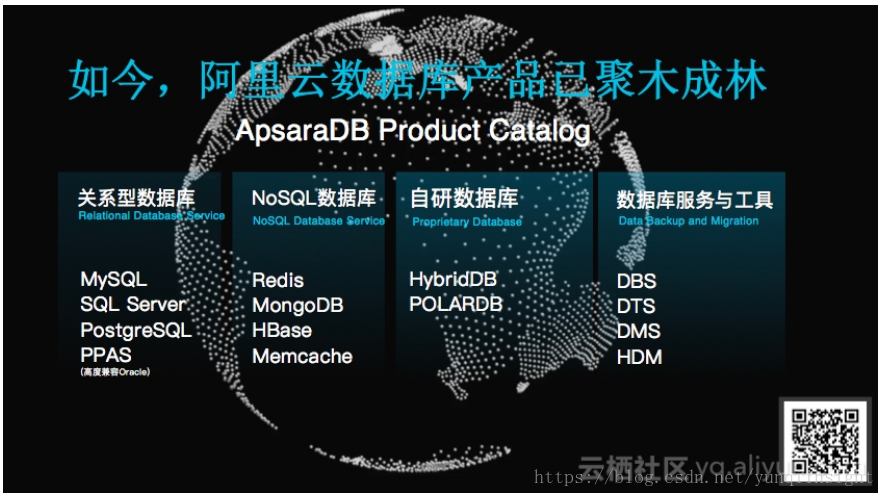 如今，阿里云数据库产品已聚木成林
ApsaraDB Product Catalog
关系型数据库
Relational Database Service
MySQL
SQL Server
PostgreSQL
PPAS
(高度兼容Oracle)
NoSQL数据库
NoSQL Database Service
Redis
MongoDB
HBase
Memcache
自研数据库
Proprietary Database
HybridDB
POLARDB
数据库服务与工具
Data Backup and Migration
DBS
DTS
DMS
HDM
云栖社区 yq.aliyu
https://blog.csdn.net/yunqiinsight